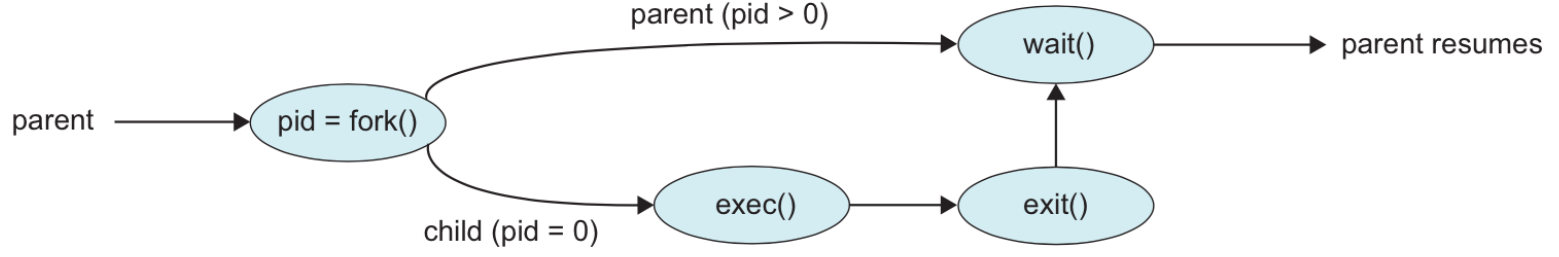 parent (pid > 0)
wait()
parent resumes
parent
pid = fork()
exec()
exit()
child (pid = 0)